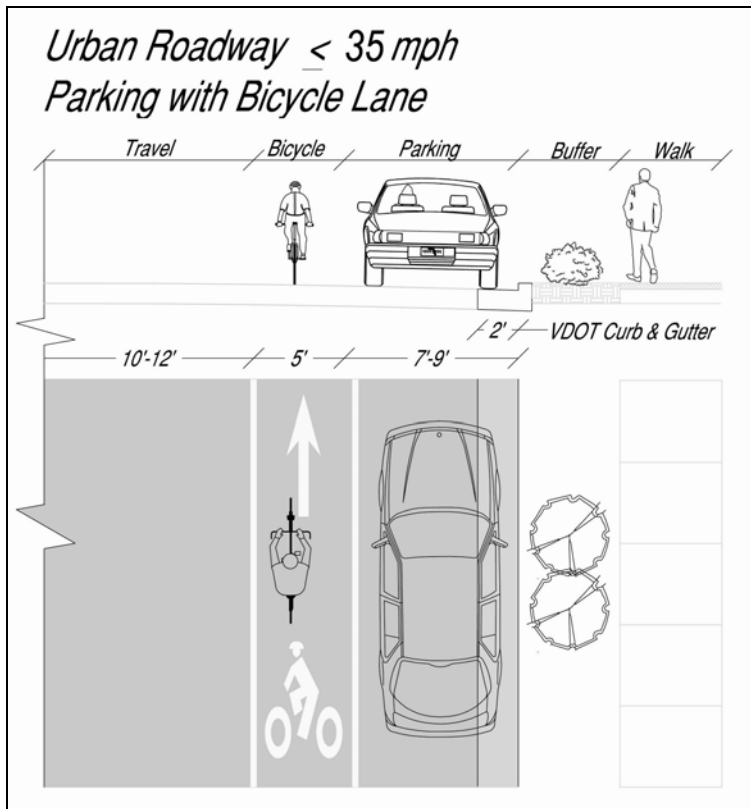 Urban Roadway ≤ 35 mph
Parking with Bicycle Lane
Travel Bicycle Parking Buffer Walk
2' VDOT Curb & Gutter
10'-12' 5' 7'-9'